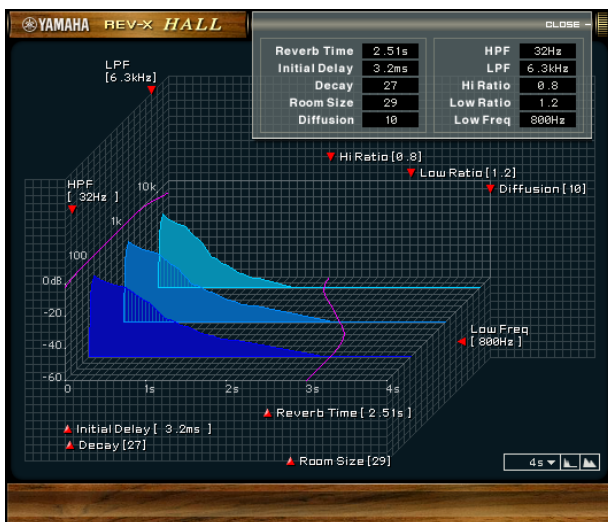 YAMAHA REV-X HALL
CLOSE -
Reverb Time 2.51s HPF 32Hz
Initial Delay 3.2ms LPF 6.3kHz
Decay 27 Hi Ratio 0.8
Room Size 29 Low Ratio 1.2
Diffusion 10 Low Freq 800Hz
LPF
[6.3kHz]
Hi Ratio [0.8]
Low Ratio [1.2]
Diffusion [10]
HPF
[ 32Hz ]
10k
1k
100
0dB
-20
-40
-60
0 1s 2s 3s 4s
Low Freq
[ 800Hz]
Reverb Time [ 2.51s]
Initial Delay [ 3.2ms ]
Decay [27]
Room Size [29]
4s